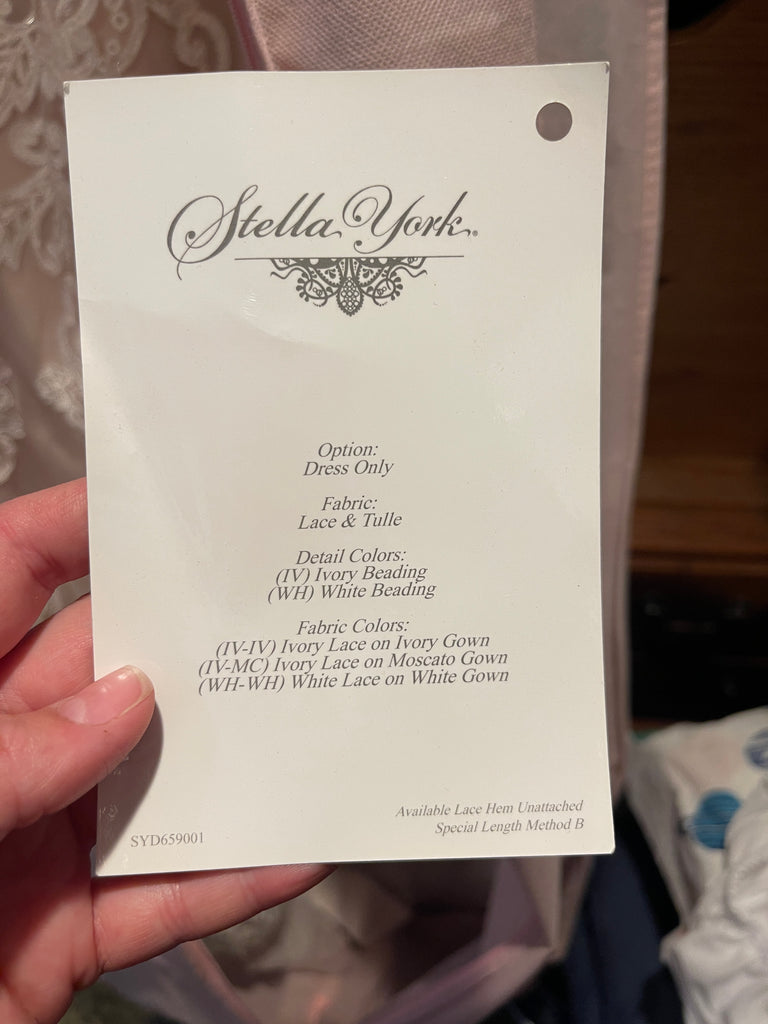 Stella York®
Option:
Dress Only
Fabric:
Lace & Tulle
Detail Colors:
(IV) Ivory Beading
(WH) White Beading
Fabric Colors:
(IV-IV) Ivory Lace on Ivory Gown
(IV-MC) Ivory Lace on Moscato Gown
(WH-WH) White Lace on White Gown
Available Lace Hem Unattached
Special Length Method B
SYD659001